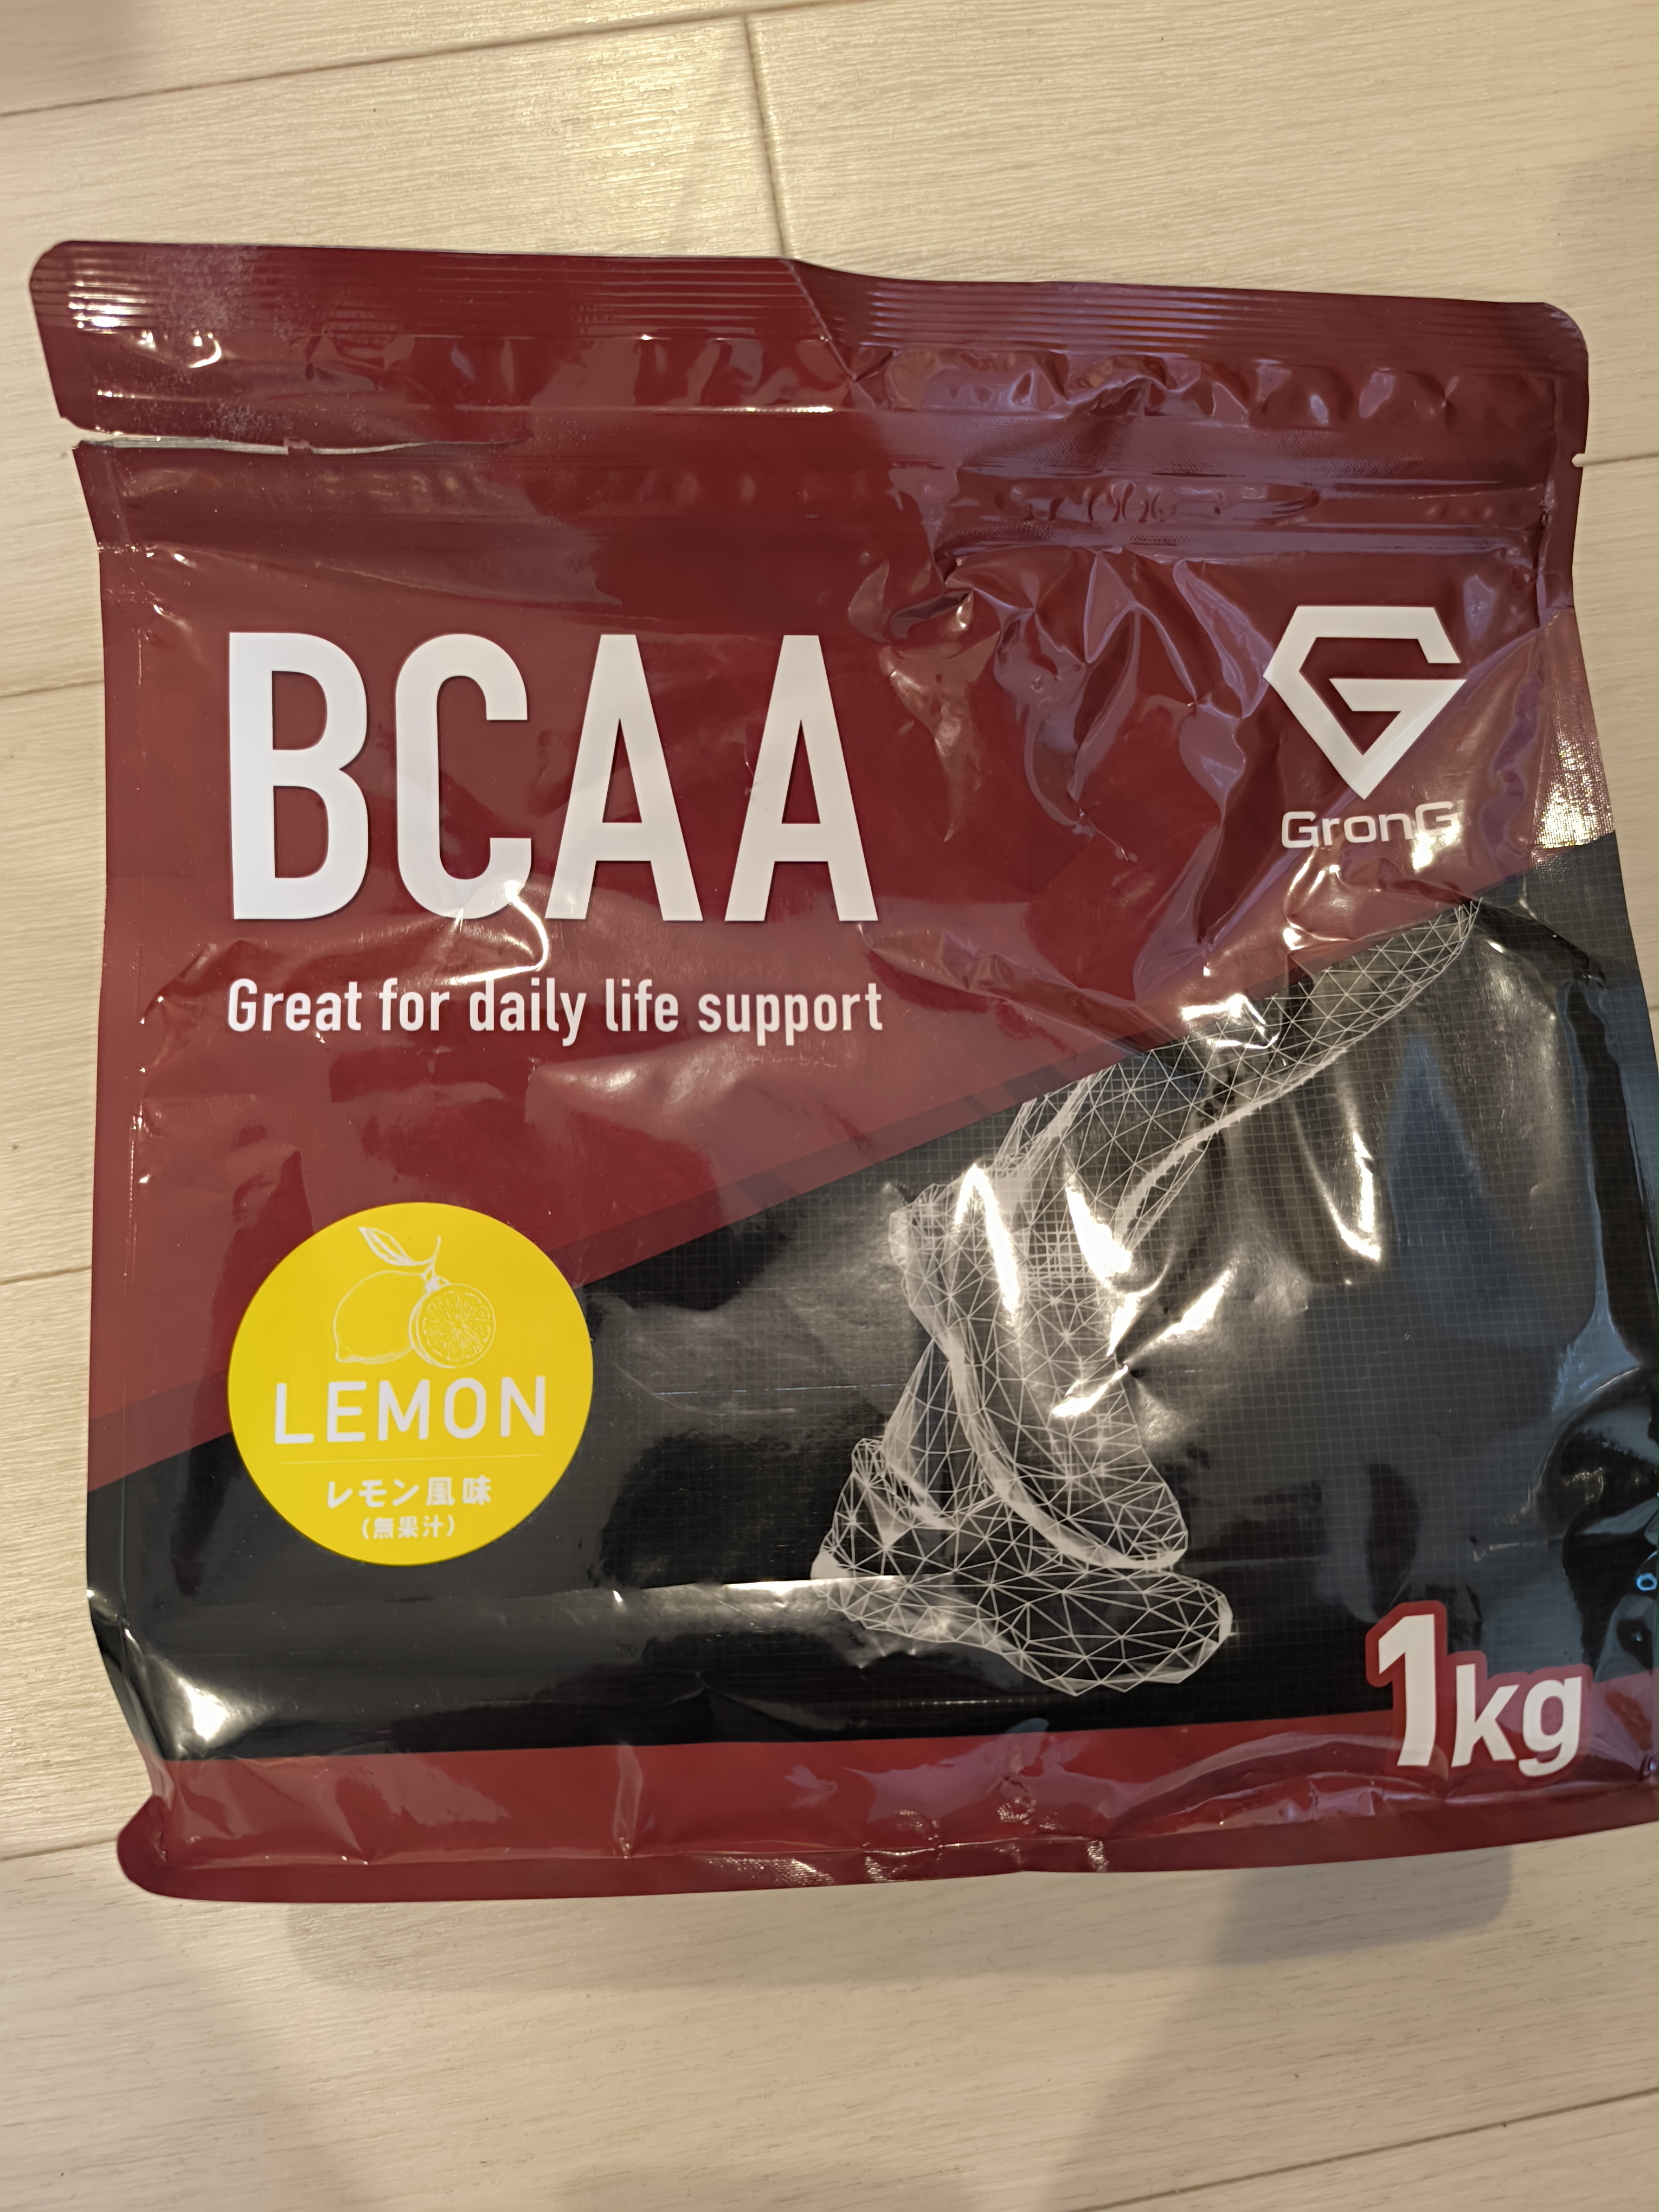 BCAA
GronG
Great for daily life support
LEMON
レモン風味
(無果汁)
1kg